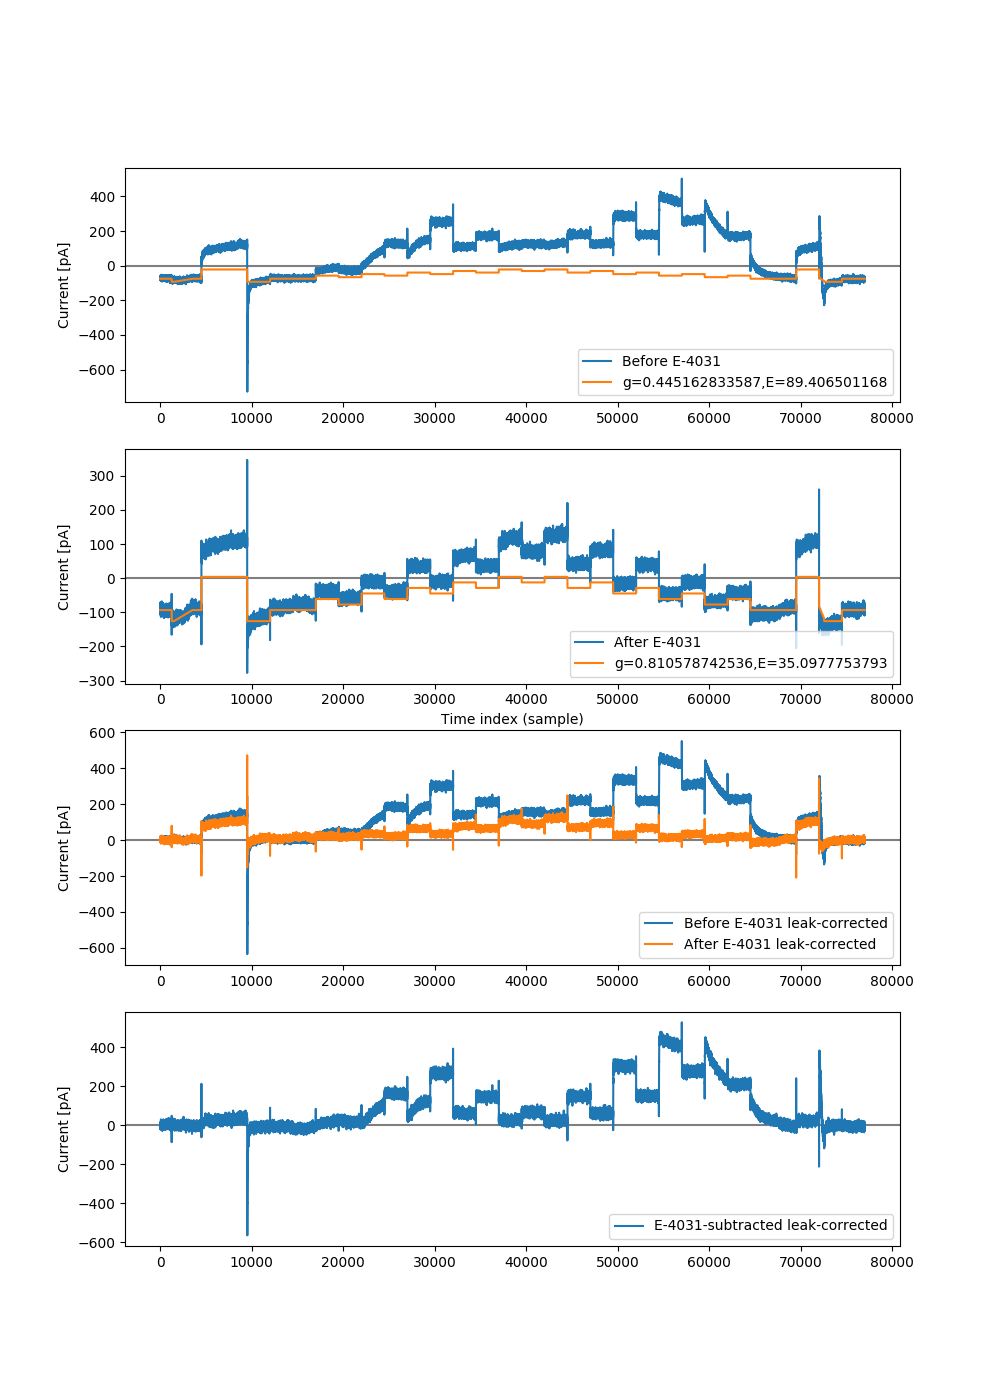 400
200
0
−200
−400
−600
Current [pA]
Before E-4031
g=0.445162833587,E=89.406501168
0 10000 20000 30000 40000 50000 60000 70000 80000
300
200
100
0
−100
−200
−300
Current [pA]
After E-4031
g=0.810578742536,E=35.0977753793
0 10000 20000 30000 40000 50000 60000 70000 80000
Time index (sample)
600
400
200
0
−200
−400
−600
Current [pA]
Before E-4031 leak-corrected
After E-4031 leak-corrected
0 10000 20000 30000 40000 50000 60000 70000 80000
400
200
0
−200
−400
−600
Current [pA]
E-4031-subtracted leak-corrected
0 10000 20000 30000 40000 50000 60000 70000 80000